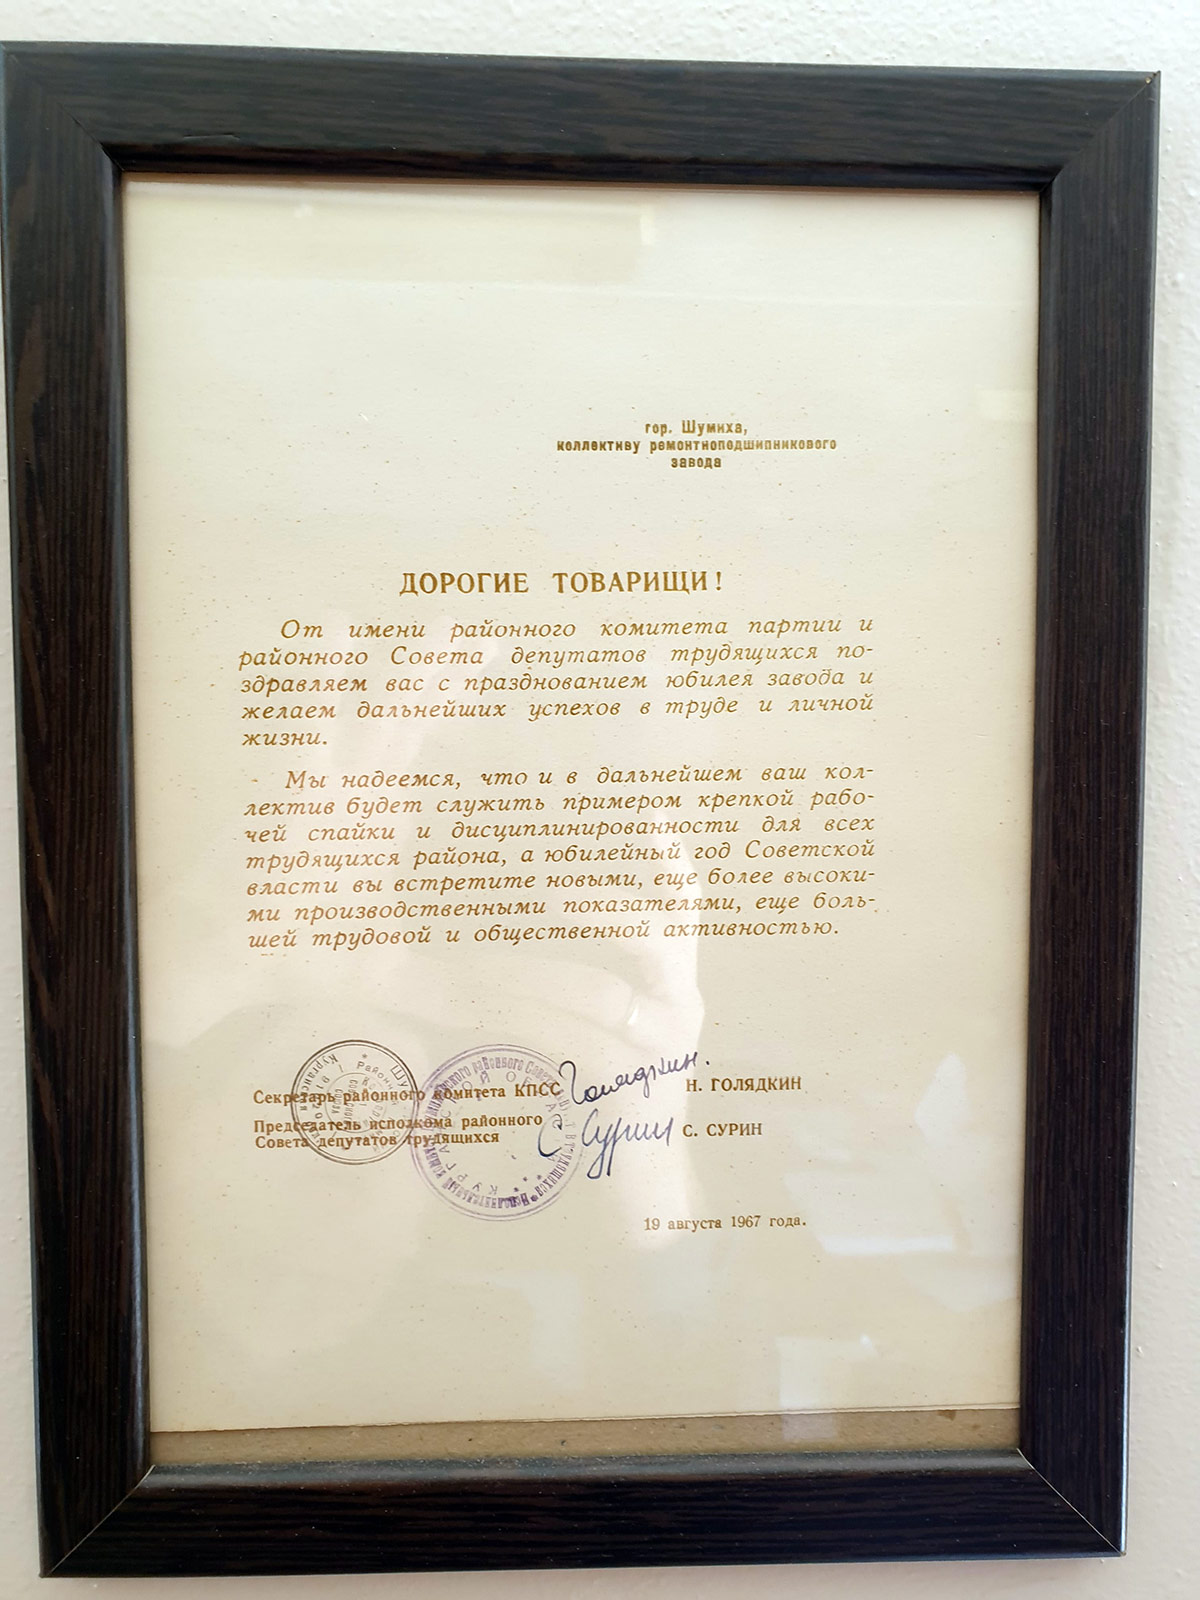 гор. Шумиха,
коллективу ремонтноподшипникового
завода
ДОРОГИЕ ТОВАРИЩИ!
От имени районного комитета партии и
районного Совета депутатов трудящихся по-
здравляем вас с празднованием юбилея завода и
желаем дальнейших успехов в труде и личной
жизни.
Мы надеемся, что и в дальнейшем ваш кол-
лектив будет служить примером крепкой рабо-
чей спайки и дисциплинированности для всех
трудящихся района, а юбилейный год Советской
власти вы встретите новыми, еще более высоки-
ми производственными показателями, еще боль-
шей трудовой и общественной активностью.
Секретарь районного комитета КПСС Голядкин. Н. ГОЛЯДКИН
Председатель исполкома районного
Совета депутатов трудящихся С Сурин С. СУРИН
19 августа 1967 года.